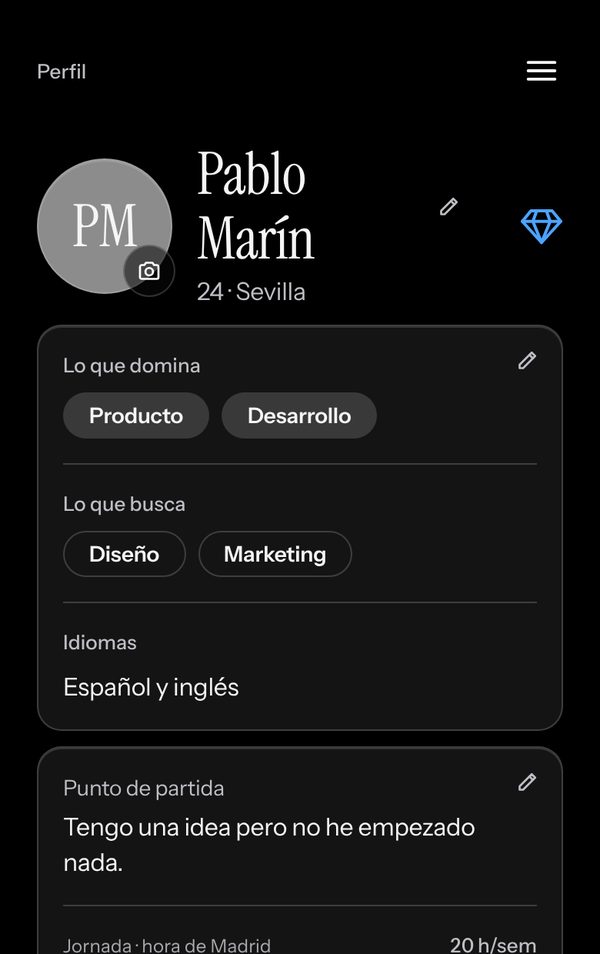 Perfil
PM
Pablo
Marín
24 · Sevilla
Lo que domina
Producto Desarrollo
Lo que busca
Diseño Marketing
Idiomas
Español y inglés
Punto de partida
Tengo una idea pero no he empezado
nada.
Jornada · hora de Madrid 20 h/sem